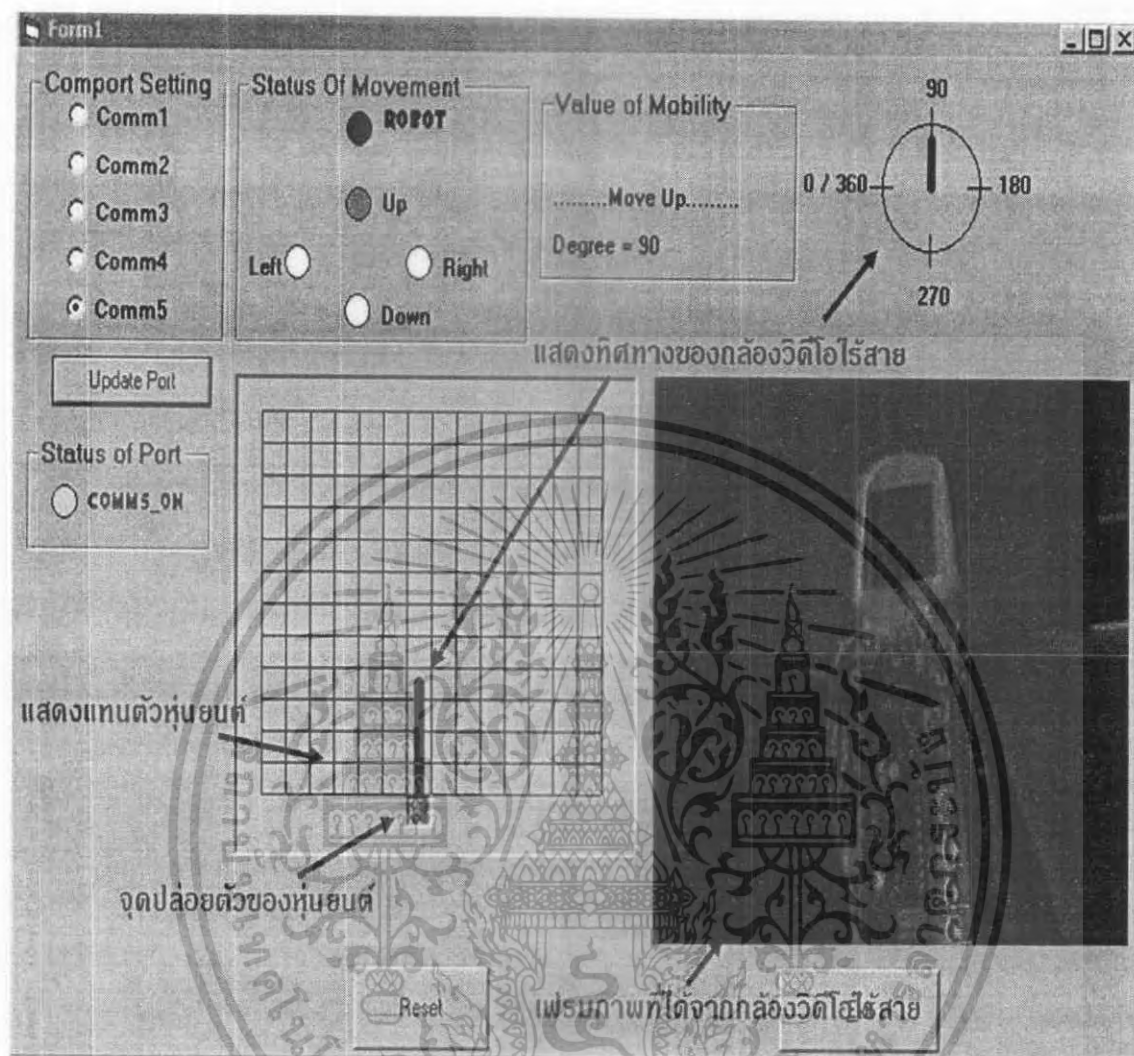 Form1
Comport Setting
Comm1
Comm2
Comm3
Comm4
Comm5
Status Of Movement
ROBOT
Up
Left
Right
Down
Value of Mobility
.........Move Up.........
Degree = 90
90
0 / 360
180
270
แสดงทิศทางของกล้องวิดีโอไร้สาย
Update Port
Status of Port
COMM5_ON
แสดงแทนตัวหุ่นยนต์
จุดปล่อยตัวของหุ่นยนต์
Reset
เฟรมภาพที่ได้จากกล้องวิดีโอไร้สาย